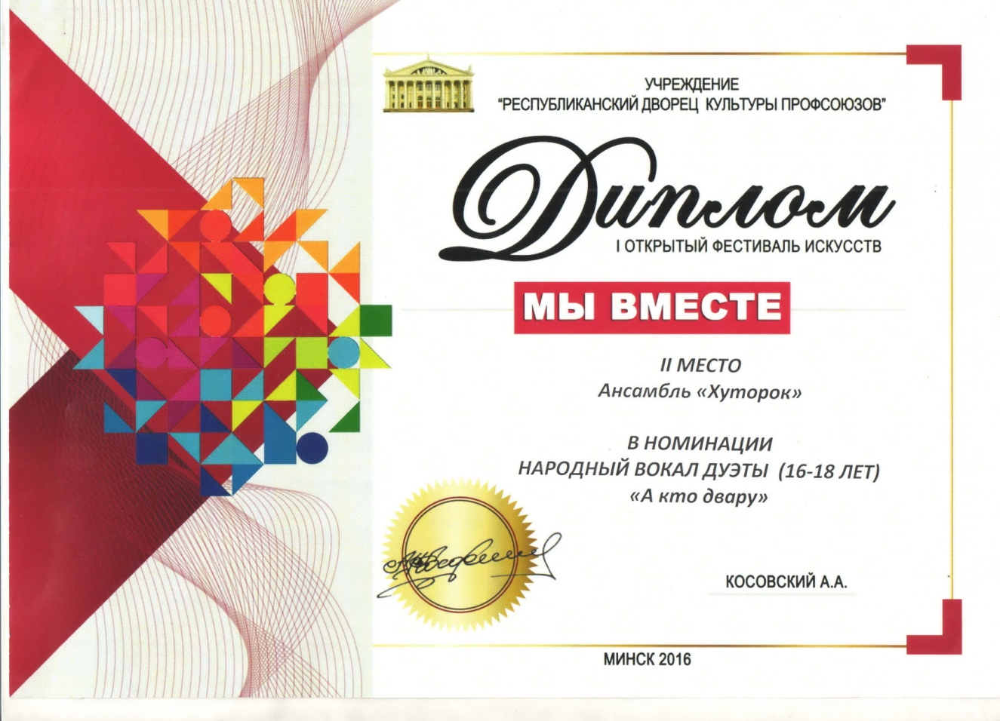 УЧРЕЖДЕНИЕ
"РЕСПУБЛИКАНСКИЙ ДВОРЕЦ КУЛЬТУРЫ ПРОФСОЮЗОВ"
Диплом
I ОТКРЫТЫЙ ФЕСТИВАЛЬ ИСКУССТВ
МЫ ВМЕСТЕ
II МЕСТО
Ансамбль «Хуторок»
В НОМИНАЦИИ
НАРОДНЫЙ ВОКАЛ ДУЭТЫ (16-18 ЛЕТ)
«А кто двару»
КОСОВСКИЙ А.А.
МИНСК 2016